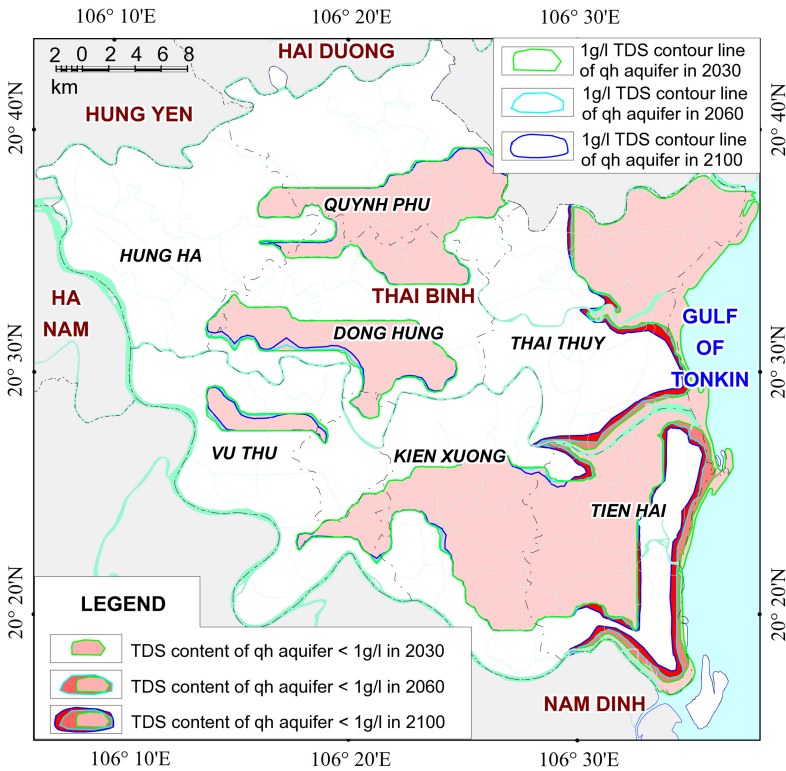 106° 10'E
106° 20'E
106° 30'E
2 0 2 4 6 8
km
HAI DUONG
1g/l TDS contour line
of qh aquifer in 2030
1g/l TDS contour line
of qh aquifer in 2060
1g/l TDS contour line
of qh aquifer in 2100
HUNG YEN
20° 40'N
20° 40'N
QUYNH PHU
HUNG HA
THAI BINH
HA
NAM
DONG HUNG
THAI THUY
GULF
OF
TONKIN
20° 30'N
20° 30'N
VU THU
KIEN XUONG
TIEN HAI
20° 20'N
20° 20'N
LEGEND
TDS content of qh aquifer < 1g/l in 2030
TDS content of qh aquifer < 1g/l in 2060
TDS content of qh aquifer < 1g/l in 2100
NAM DINH
106° 10'E
106° 20'E
106° 30'E